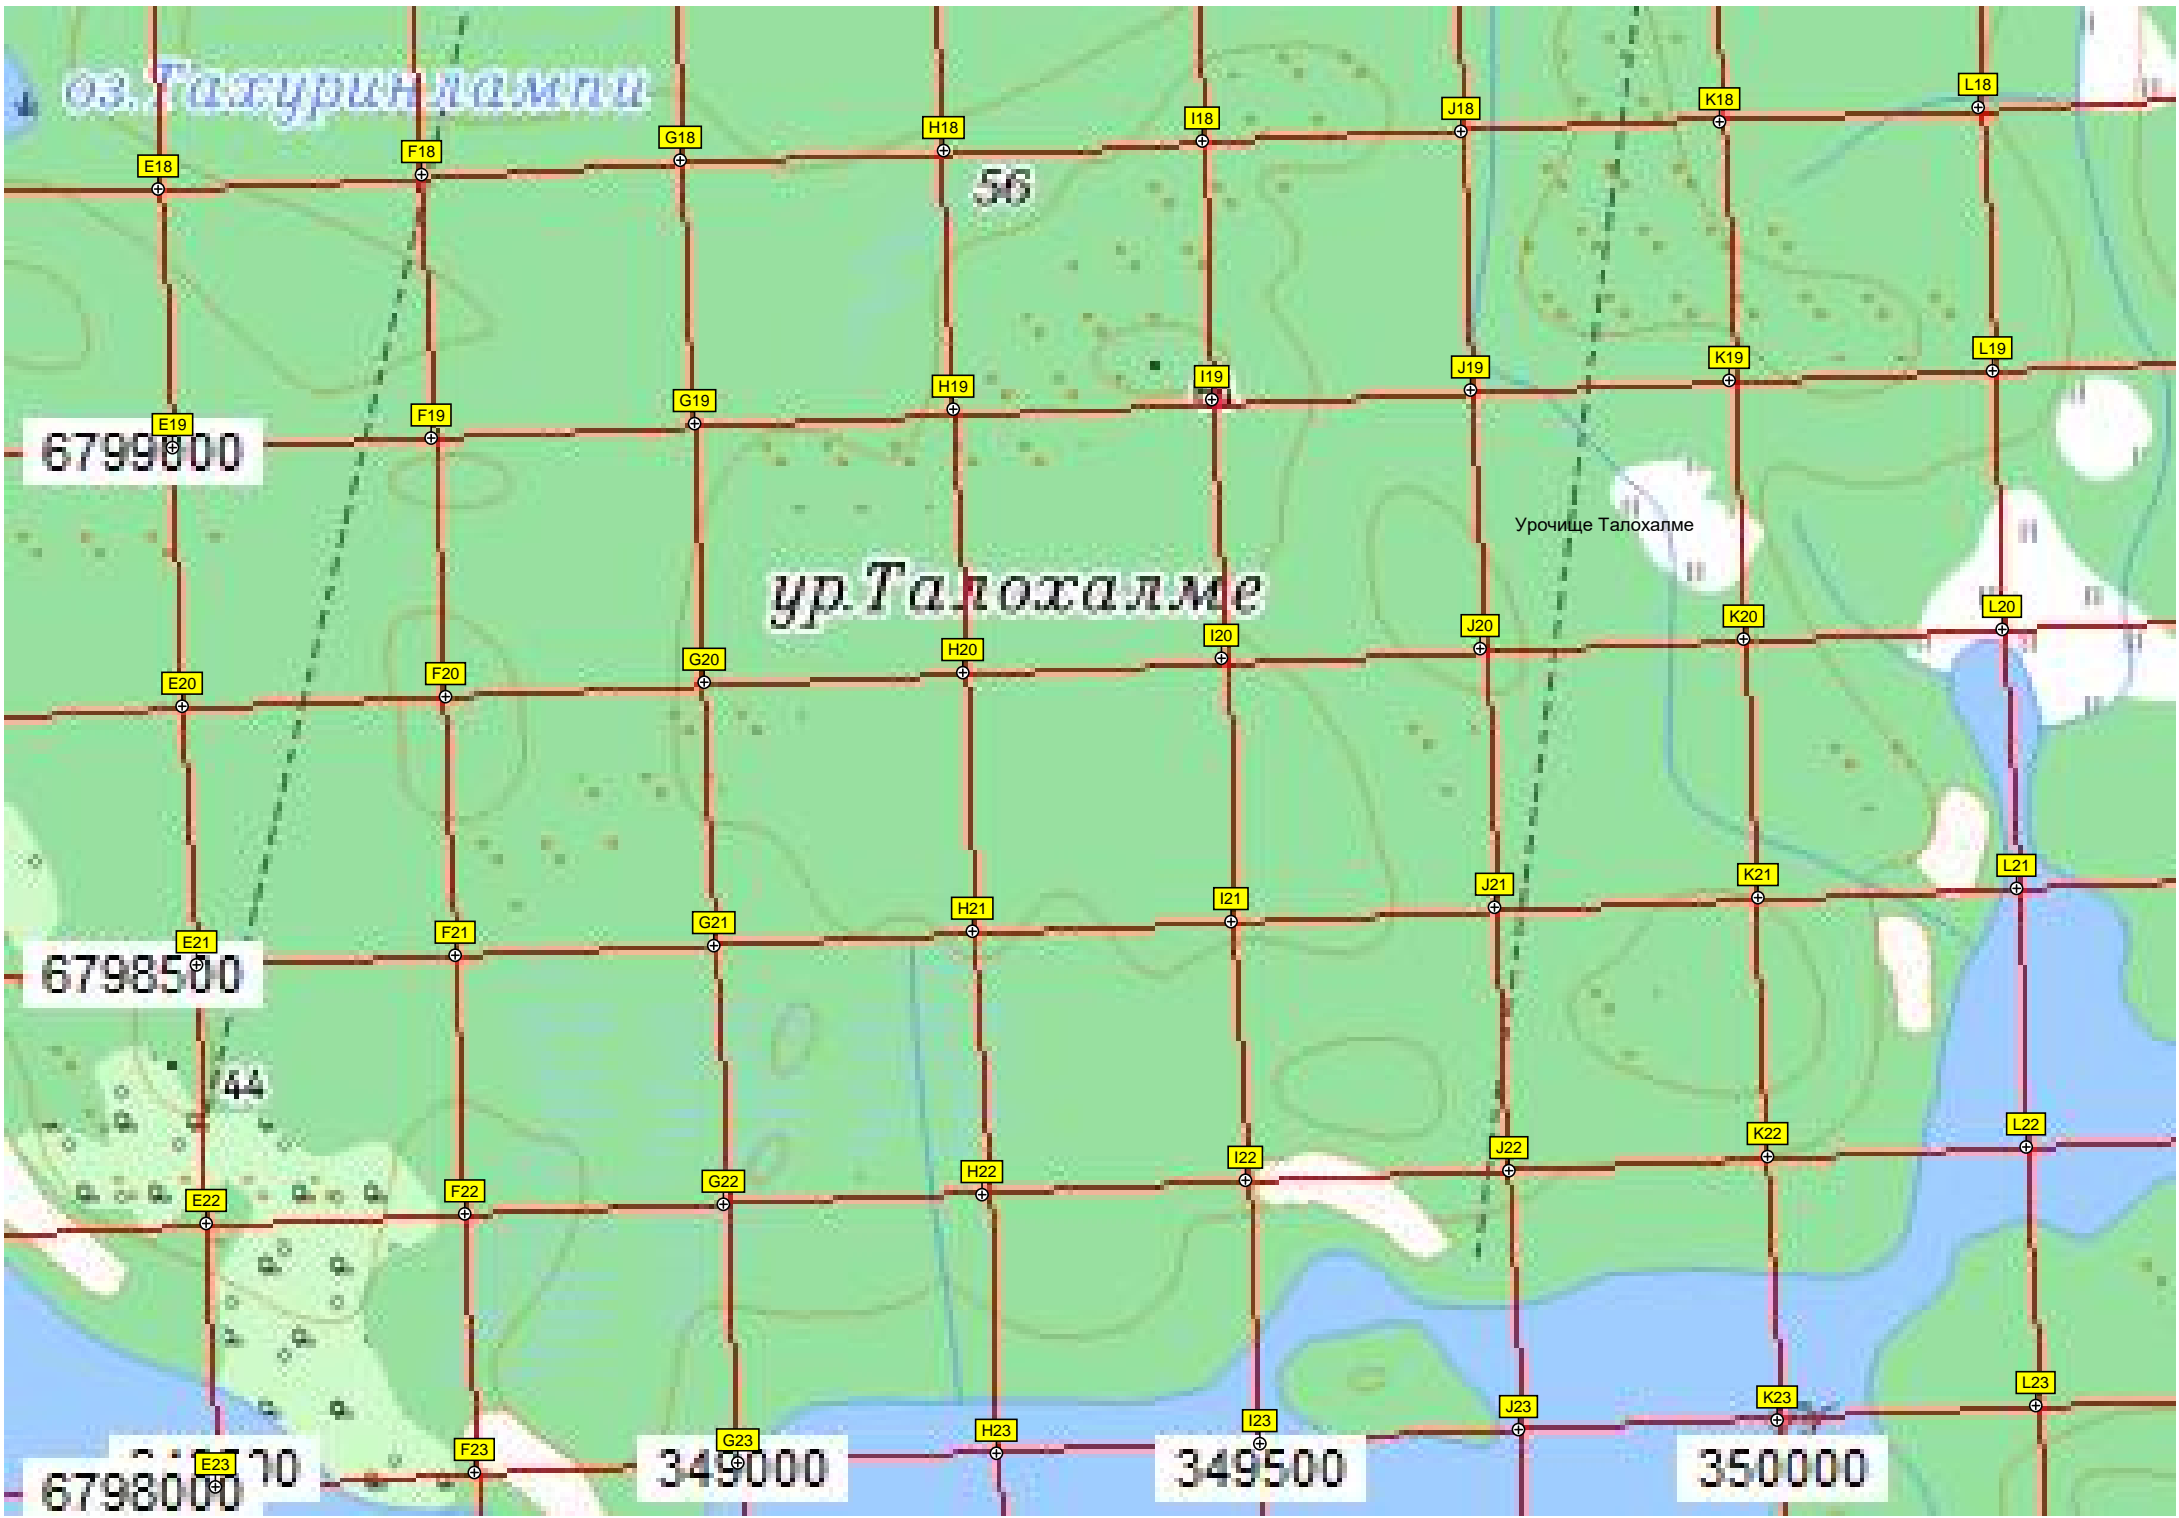 оз. Тахуринлампи
E18 F18 G18 H18 I18 J18 K18 L18
56
E19 F19 G19 H19 I19 J19 K19 L19
6799000
Урочище Талохалме
ур. Талохалме
E20 F20 G20 H20 I20 J20 K20 L20
E21 F21 G21 H21 I21 J21 K21 L21
6798500
44
E22 F22 G22 H22 I22 J22 K22 L22
E23 F23 G23 H23 I23 J23 K23 L23
349000 349500 350000
6798000